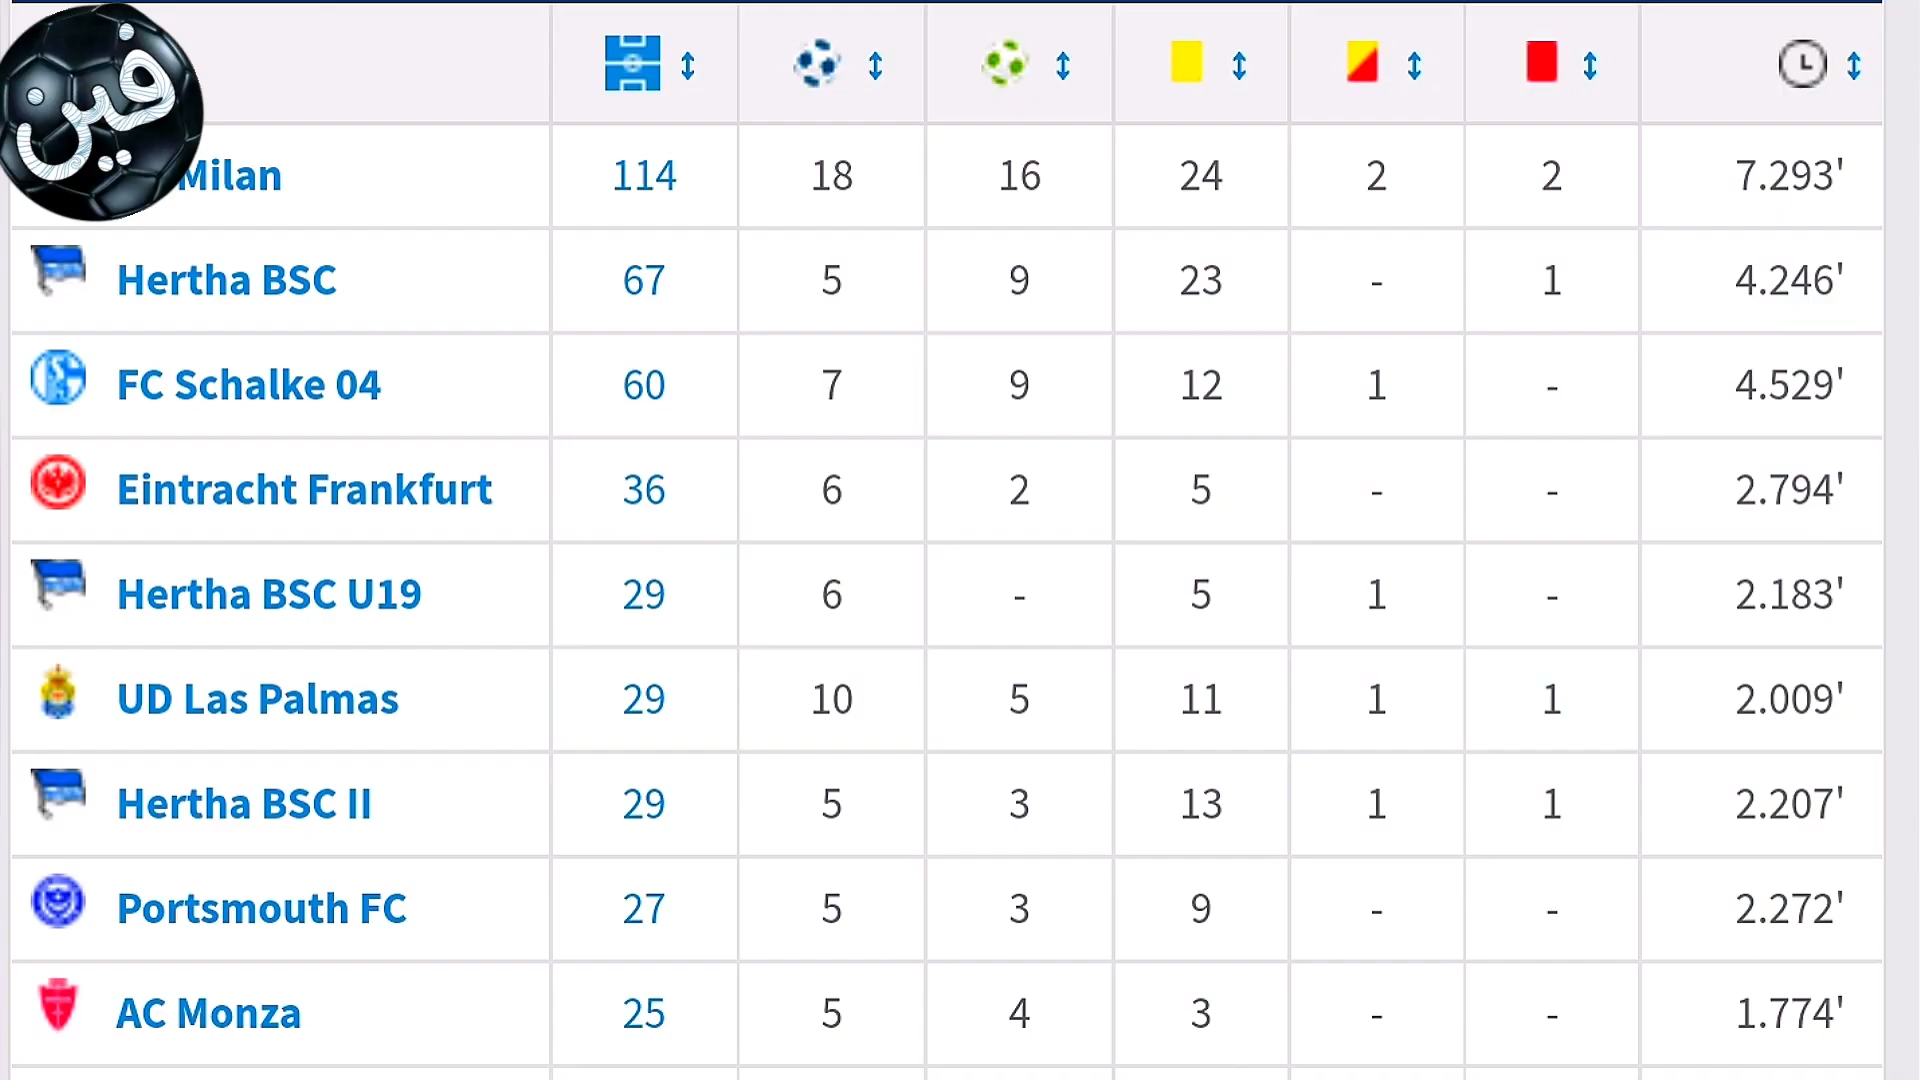 فين
Milan 114 18 16 24 2 2 7.293'
Hertha BSC 67 5 9 23 - 1 4.246'
FC Schalke 04 60 7 9 12 1 - 4.529'
Eintracht Frankfurt 36 6 2 5 - - 2.794'
Hertha BSC U19 29 6 - 5 1 - 2.183'
UD Las Palmas 29 10 5 11 1 1 2.009'
Hertha BSC II 29 5 3 13 1 1 2.207'
Portsmouth FC 27 5 3 9 - - 2.272'
AC Monza 25 5 4 3 - - 1.774'